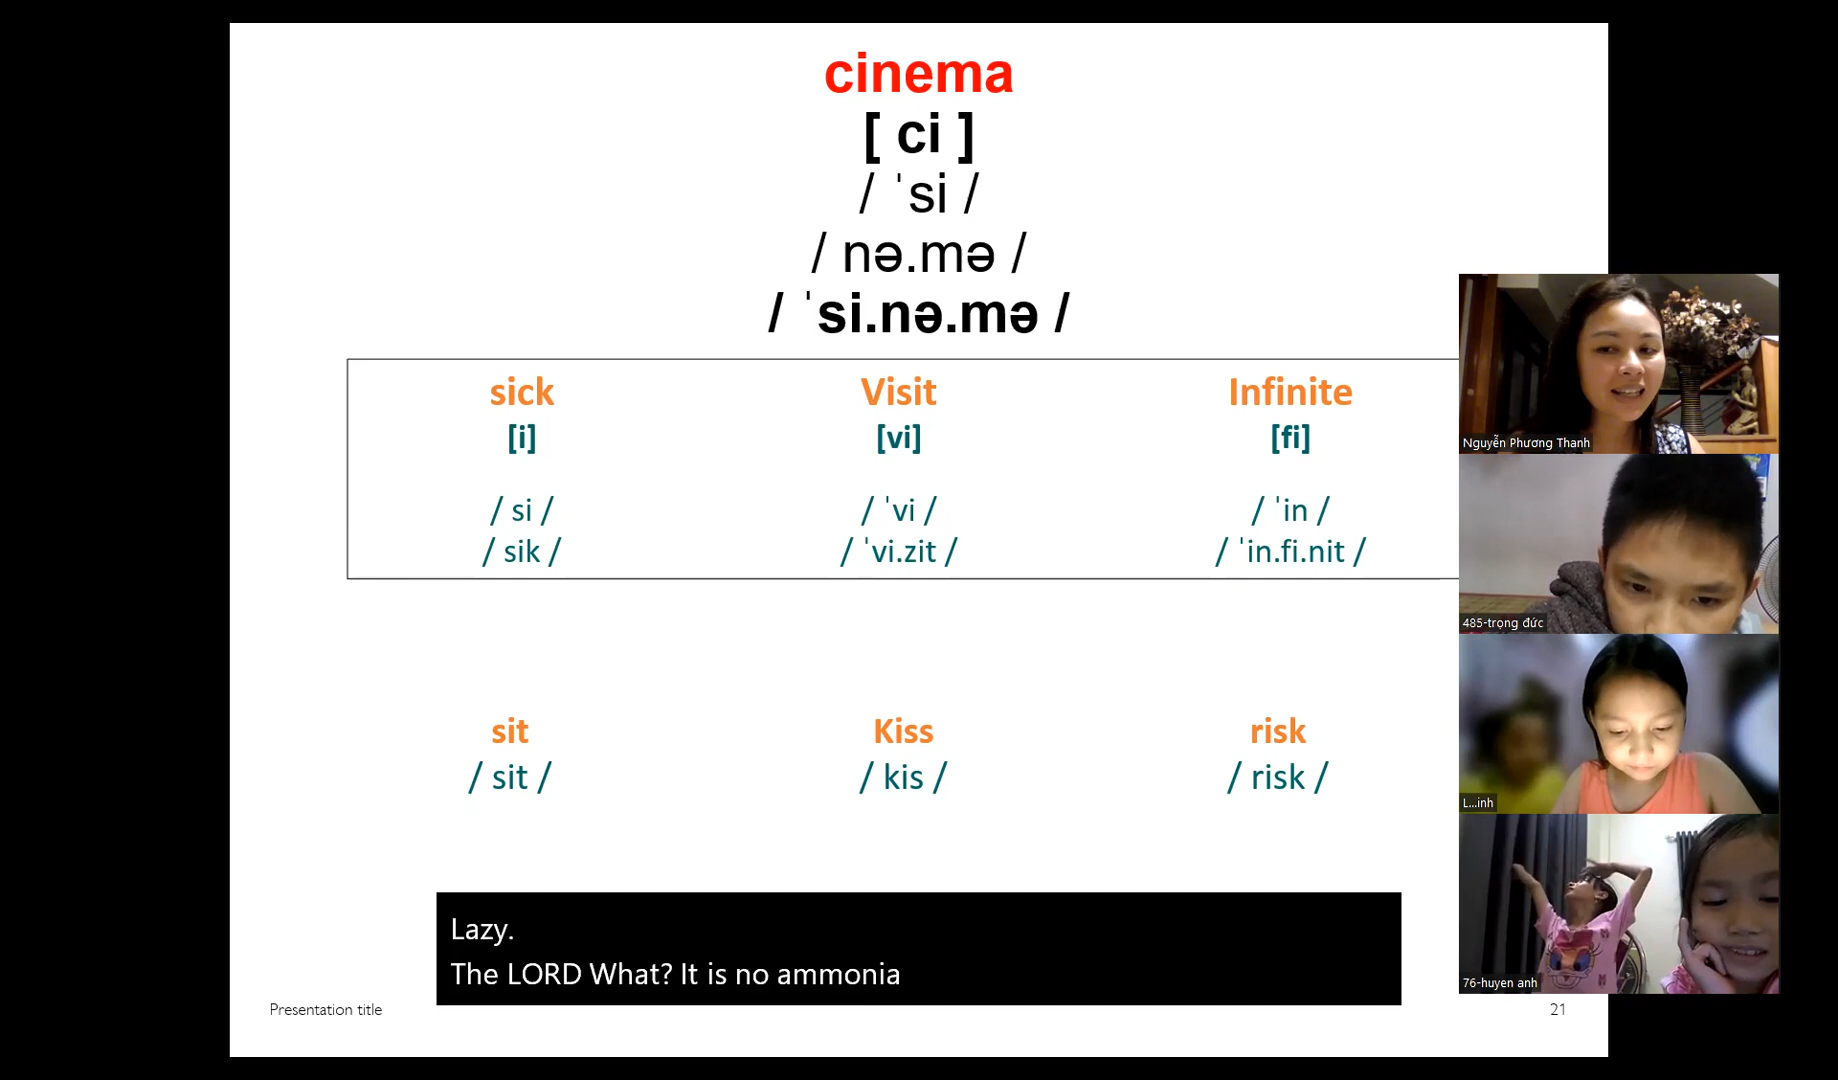 cinema
[ ci ]
/ ˈsi /
/ nə.mə /
/ ˈsi.nə.mə /
sick Visit Infinite
[i] [vi] [fi]
/ si / / ˈvi / / ˈin /
/ sik / / ˈvi.zit / / ˈin.fi.nit /
sit Kiss risk
/ sit / / kis / / risk /
Lazy.
The LORD What? It is no ammonia
Presentation title
21
Nguyễn Phương Thanh
485-trọng đức
L...inh
76-huyen anh